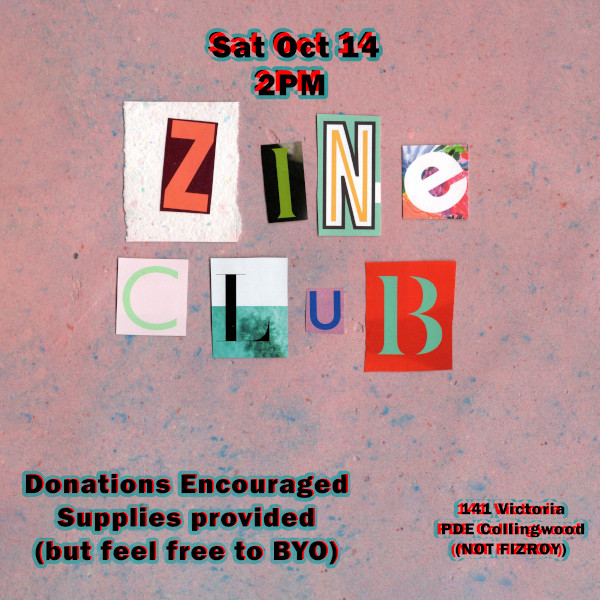 Sat Oct 14
2PM
ZINe
CLUB
Donations Encouraged
Supplies provided
(but feel free to BYO)
141 Victoria
PDE Collingwood
(NOT FIZROY)